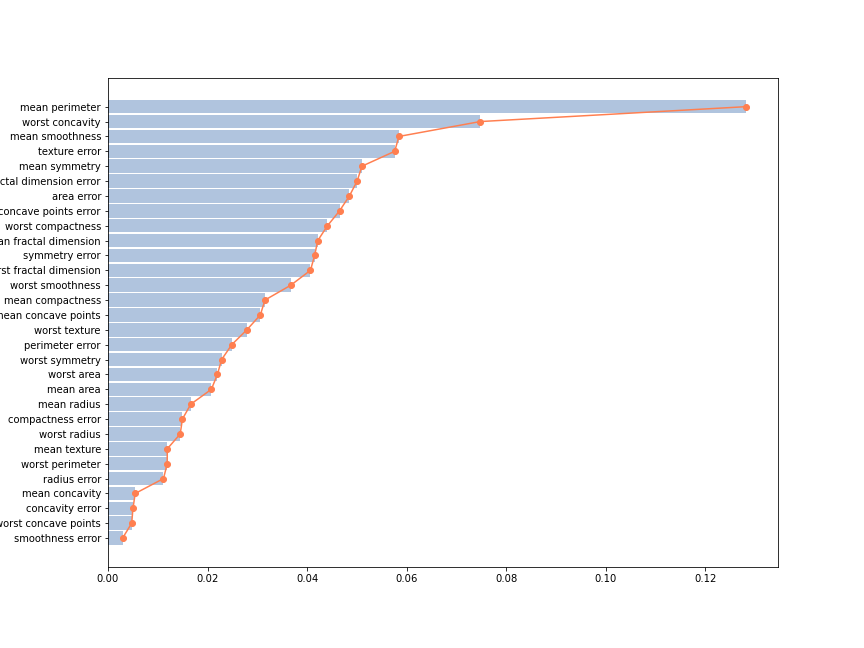 mean perimeter
worst concavity
mean smoothness
texture error
mean symmetry
ctal dimension error
area error
concave points error
worst compactness
an fractal dimension
symmetry error
rst fractal dimension
worst smoothness
mean compactness
mean concave points
worst texture
perimeter error
worst symmetry
worst area
mean area
mean radius
compactness error
worst radius
mean texture
worst perimeter
radius error
mean concavity
concavity error
worst concave points
smoothness error
0.00 0.02 0.04 0.06 0.08 0.10 0.12